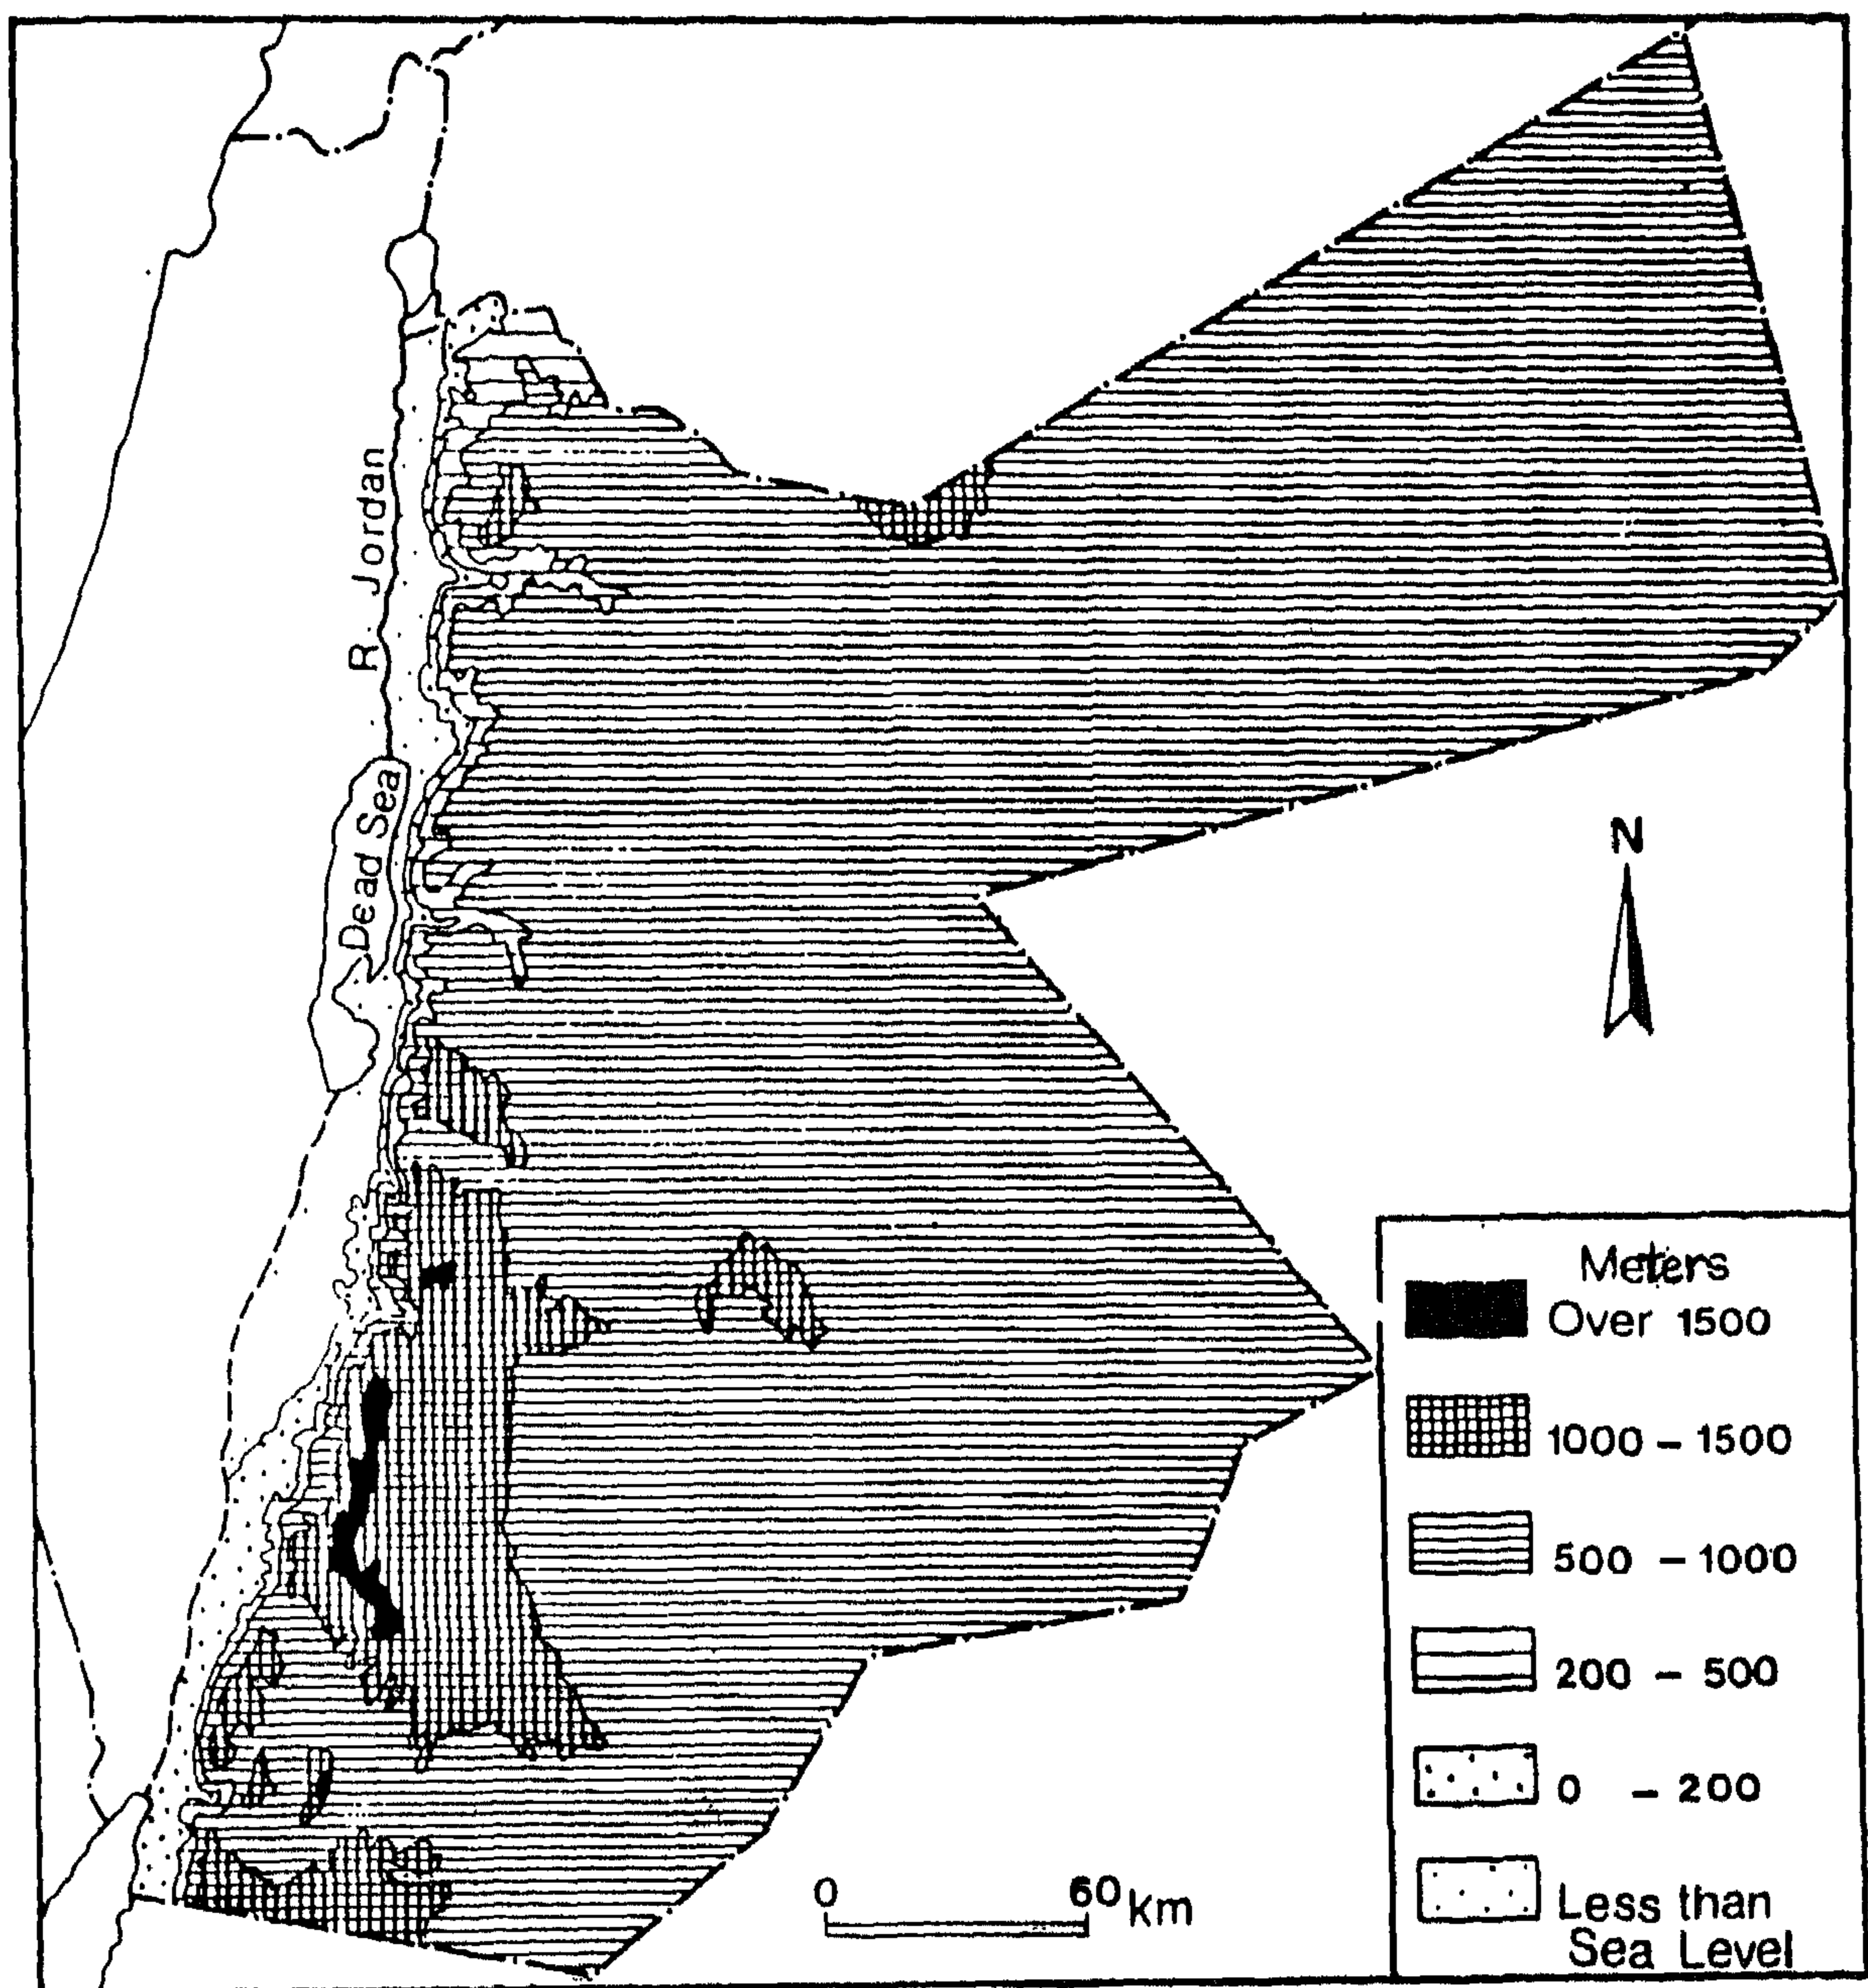 R Jordan
Dead Sea
N
Meters
Over 1500
1000 – 1500
500 – 1000
200 – 500
0 – 200
Less than
Sea Level
0 60 km